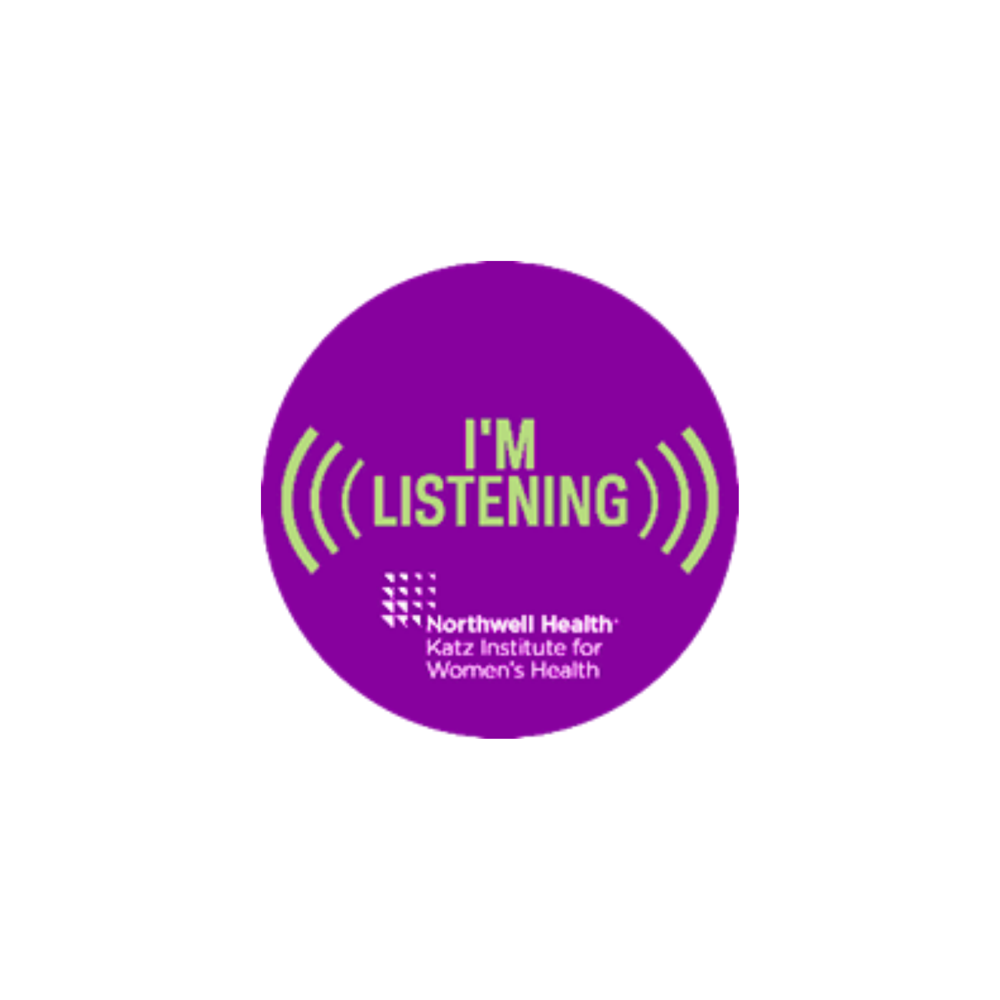 I'M
LISTENING
Northwell Health
Katz Institute for
Women's Health